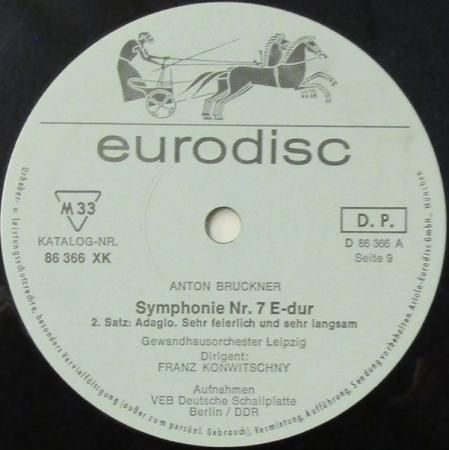 eurodisc
M 33
KATALOG-NR.
86 366 XK
D. P.
D 86 366 A
Seite 9
ANTON BRUCKNER
Symphonie Nr. 7 E-dur
2. Satz: Adagio. Sehr feierlich und sehr langsam
Gewandhausorchester Leipzig
Dirigent:
FRANZ KONWITSCHNY
Aufnahmen
VEB Deutsche Schallplatte
Berlin / DDR
Urheber- u. Leistungsschutzrechte, besonders Vervielfältigung (außer zum persönl. Gebrauch), Vermietung, Aufführung, Sendung vorbehalten. Ariola-Eurodisc GmbH., München